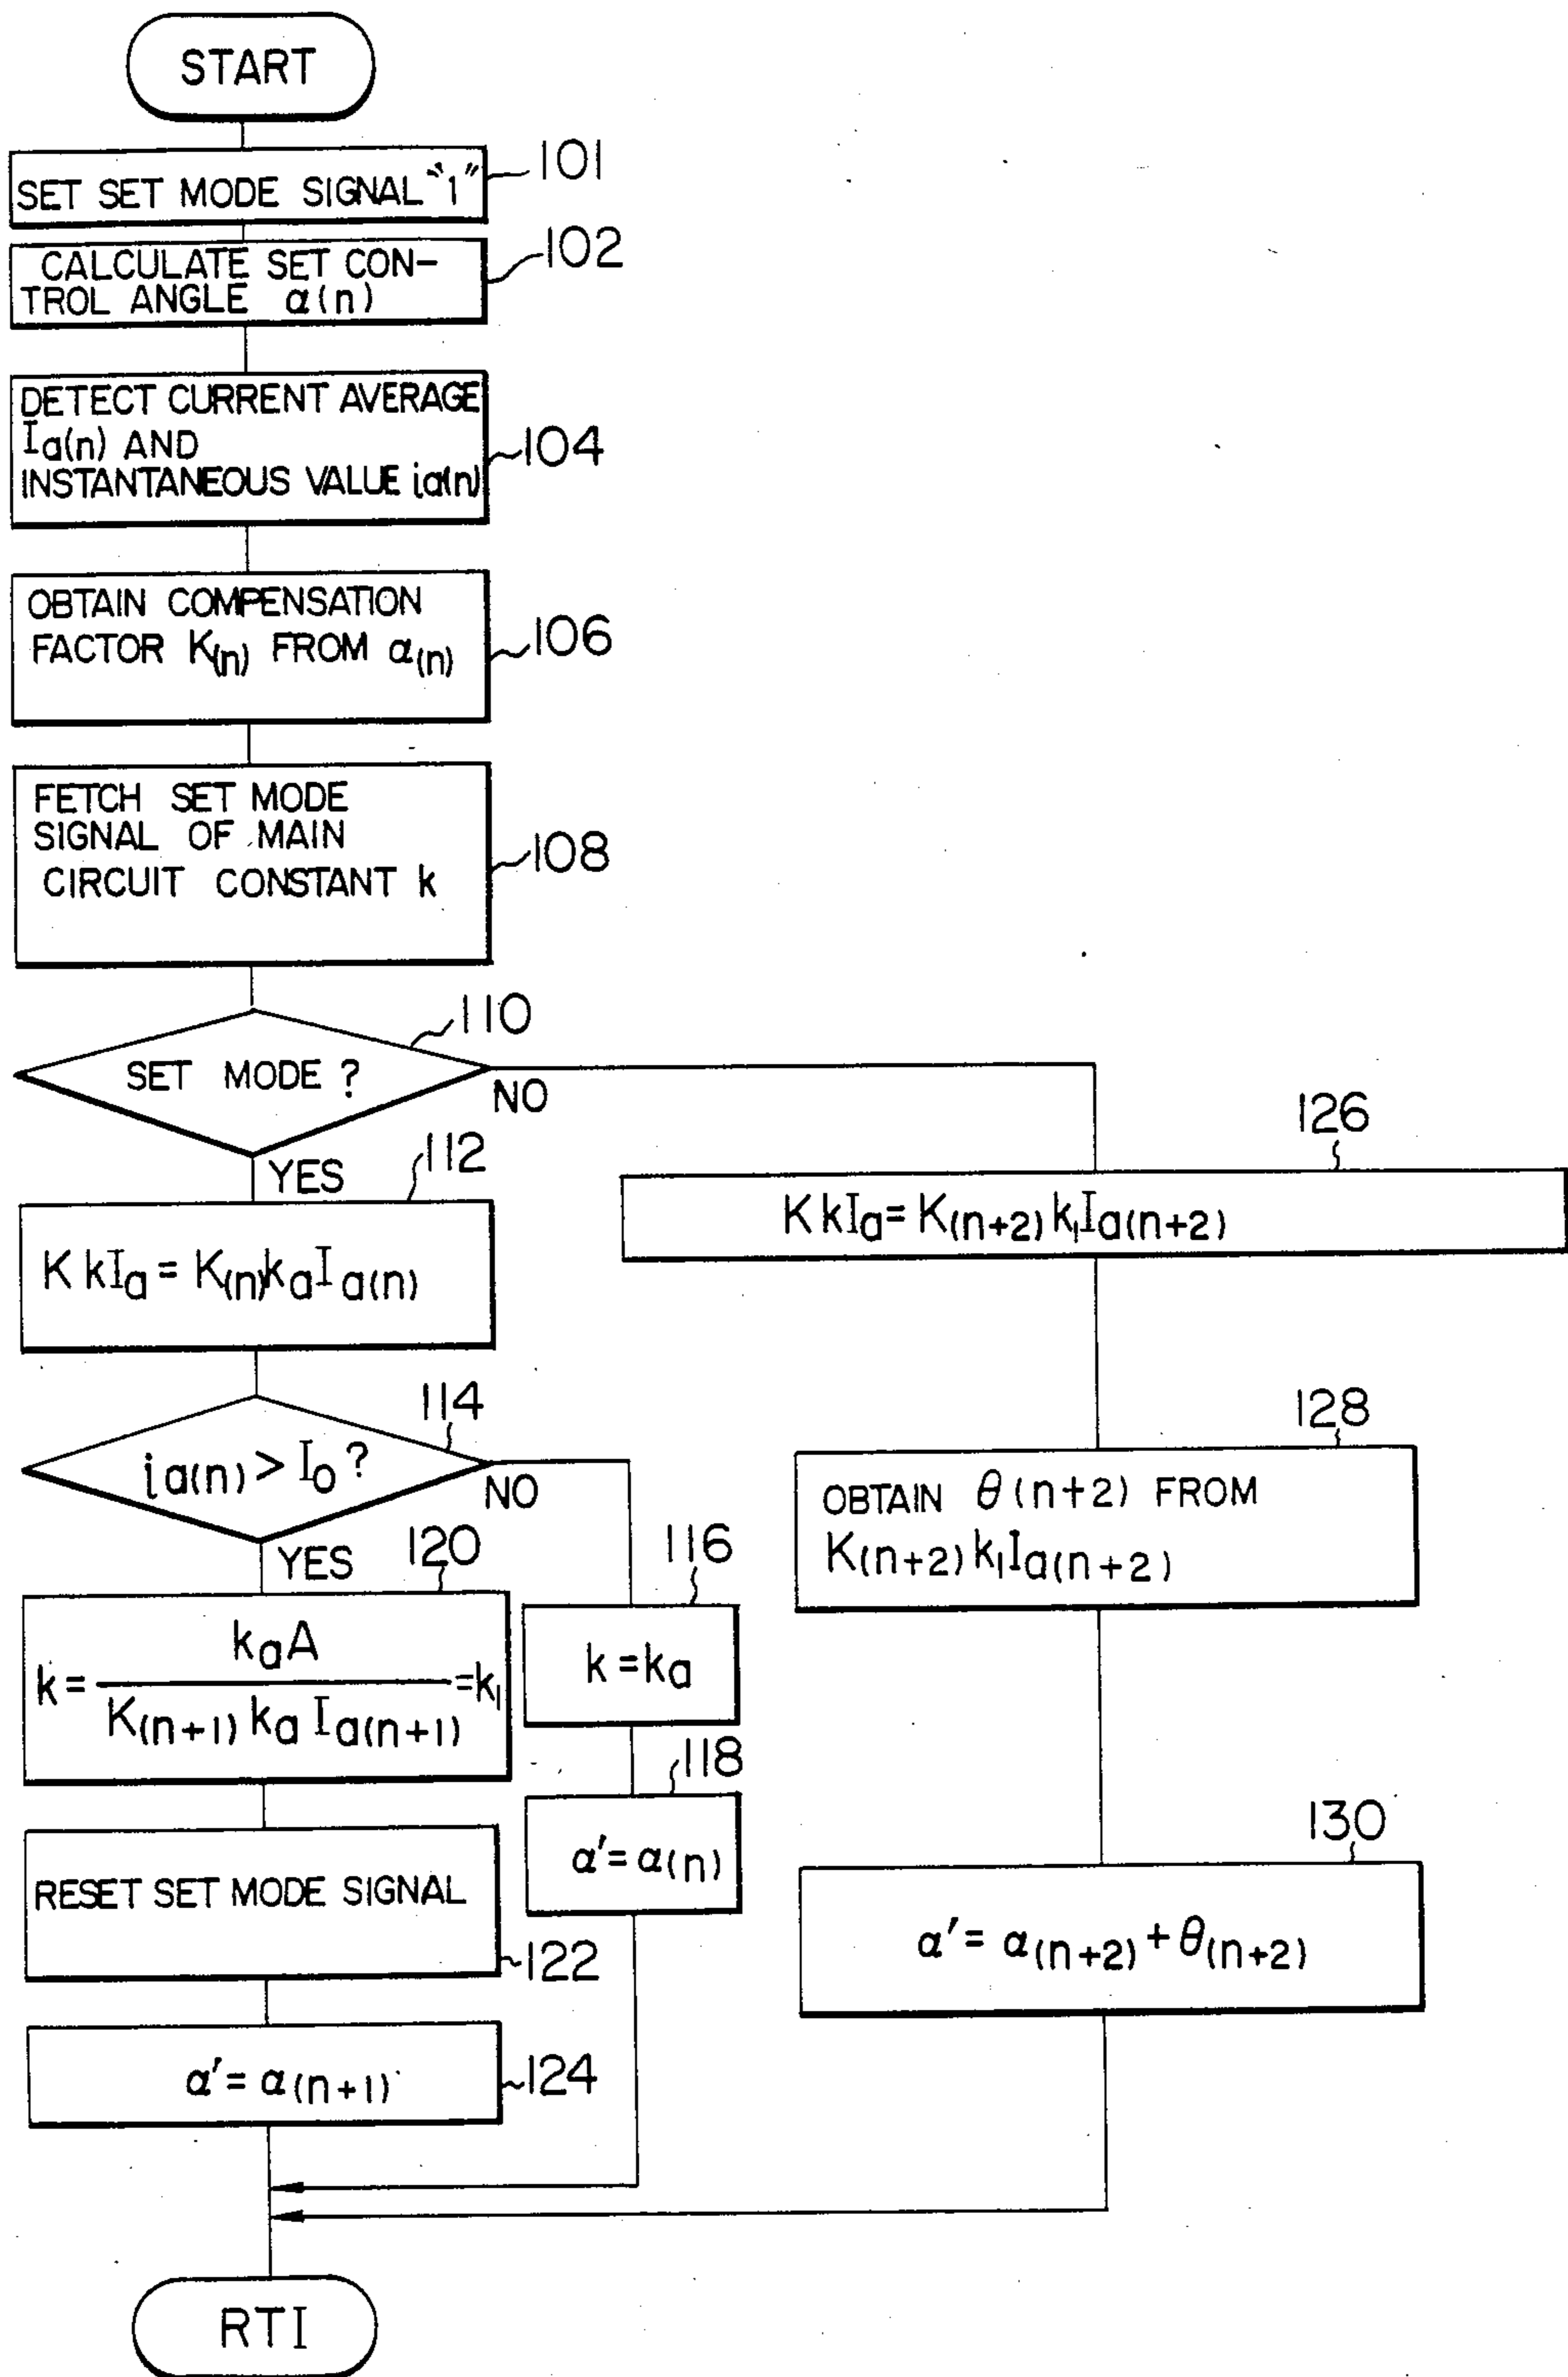 START
SET SET MODE SIGNAL "1"
101
CALCULATE SET CON-
TROL ANGLE α(n)
102
DETECT CURRENT AVERAGE
Ia(n) AND
INSTANTANEOUS VALUE ia(n)
104
OBTAIN COMPENSATION
FACTOR K(n) FROM α(n)
106
FETCH SET MODE
SIGNAL OF MAIN
CIRCUIT CONSTANT k
108
SET MODE ?
110
NO
YES
112
K kIa = K(n)kaIa(n)
126
K kIa = K(n+2)k1Ia(n+2)
ia(n) > Io ?
114
NO
YES
128
OBTAIN θ(n+2) FROM
K(n+2)k1Ia(n+2)
120
k = kaA / K(n+1) ka Ia(n+1) = k1
116
k = ka
118
α' = α(n)
RESET SET MODE SIGNAL
122
130
α' = α(n+2) + θ(n+2)
α' = α(n+1)
124
RTI